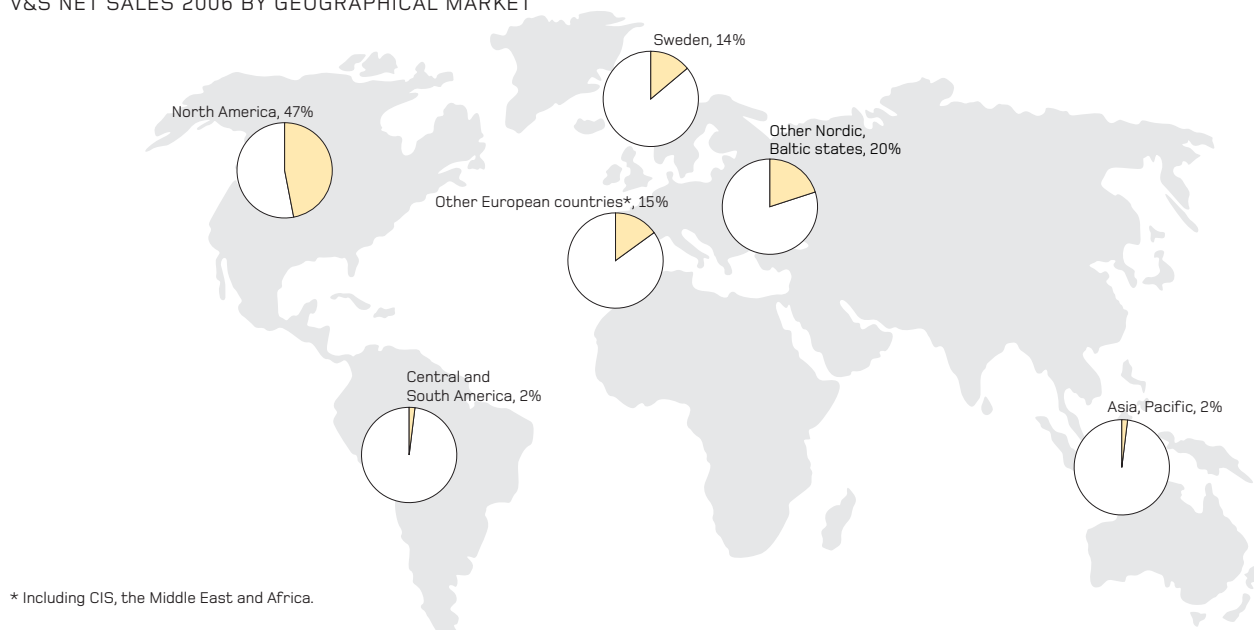 V&S NET SALES 2006 BY GEOGRAPHICAL MARKET
Sweden, 14%
North America, 47%
Other Nordic,
Baltic states, 20%
Other European countries*, 15%
Central and
South America, 2%
Asia, Pacific, 2%
* Including CIS, the Middle East and Africa.